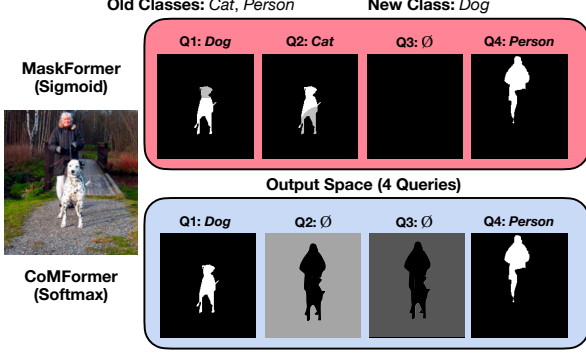 Old Classes: Cat, Person New Class: Dog
MaskFormer
(Sigmoid)
Q1: Dog Q2: Cat Q3: Ø Q4: Person
Output Space (4 Queries)
CoMFormer
(Softmax)
Q1: Dog Q2: Ø Q3: Ø Q4: Person